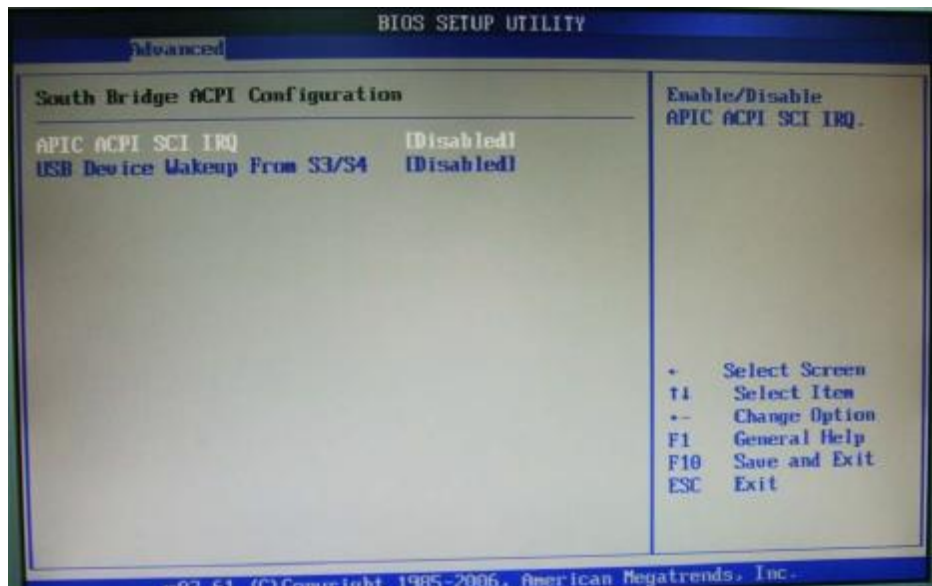 BIOS SETUP UTILITY
Advanced
South Bridge ACPI Configuration
APIC ACPI SCI IRQ [Disabled]
USB Device Wakeup From S3/S4 [Disabled]
Enable/Disable
APIC ACPI SCI IRQ.
← Select Screen
↑↓ Select Item
+- Change Option
F1 General Help
F10 Save and Exit
ESC Exit
(C)Copyright 1985-2006, American Megatrends, Inc.